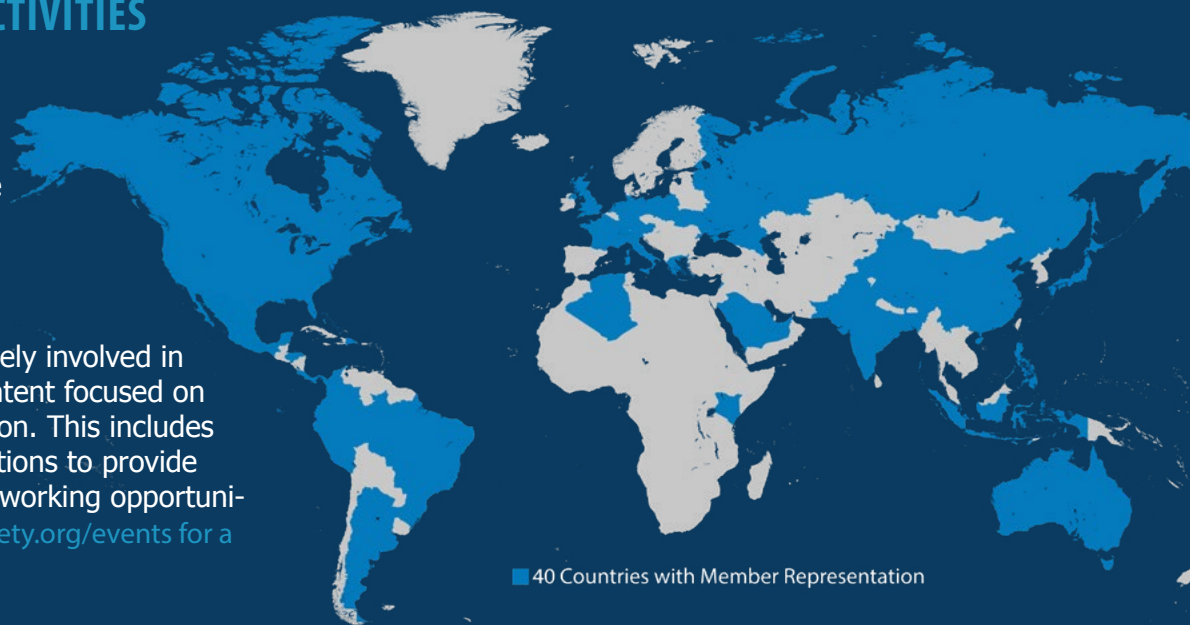 CTIVITIES
e
ely involved in
tent focused on
on. This includes
tions to provide
working opportuni-
ety.org/events for a
40 Countries with Member Representation